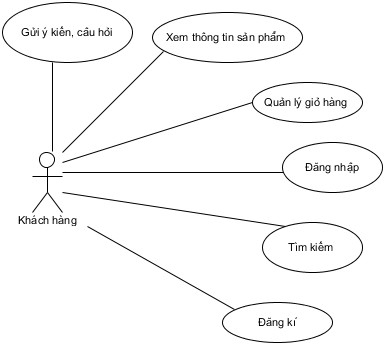 Gửi ý kiến, câu hỏi
Xem thông tin sản phẩm
Quản lý giỏ hàng
Đăng nhập
Khách hàng
Tìm kiếm
Đăng kí